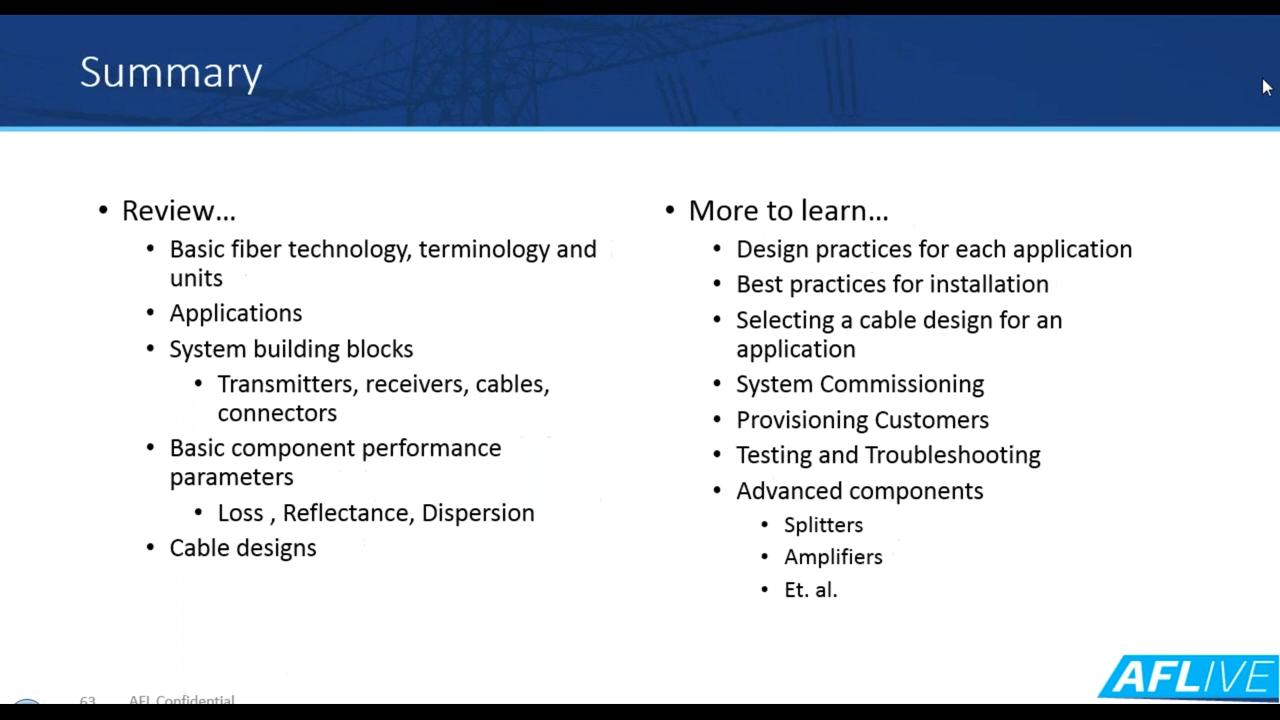 Summary
• Review...
• Basic fiber technology, terminology and
units
• Applications
• System building blocks
• Transmitters, receivers, cables,
connectors
• Basic component performance
parameters
• Loss , Reflectance, Dispersion
• Cable designs
• More to learn...
• Design practices for each application
• Best practices for installation
• Selecting a cable design for an
application
• System Commissioning
• Provisioning Customers
• Testing and Troubleshooting
• Advanced components
• Splitters
• Amplifiers
• Et. al.
63 AFL Confidential
AFLIVE